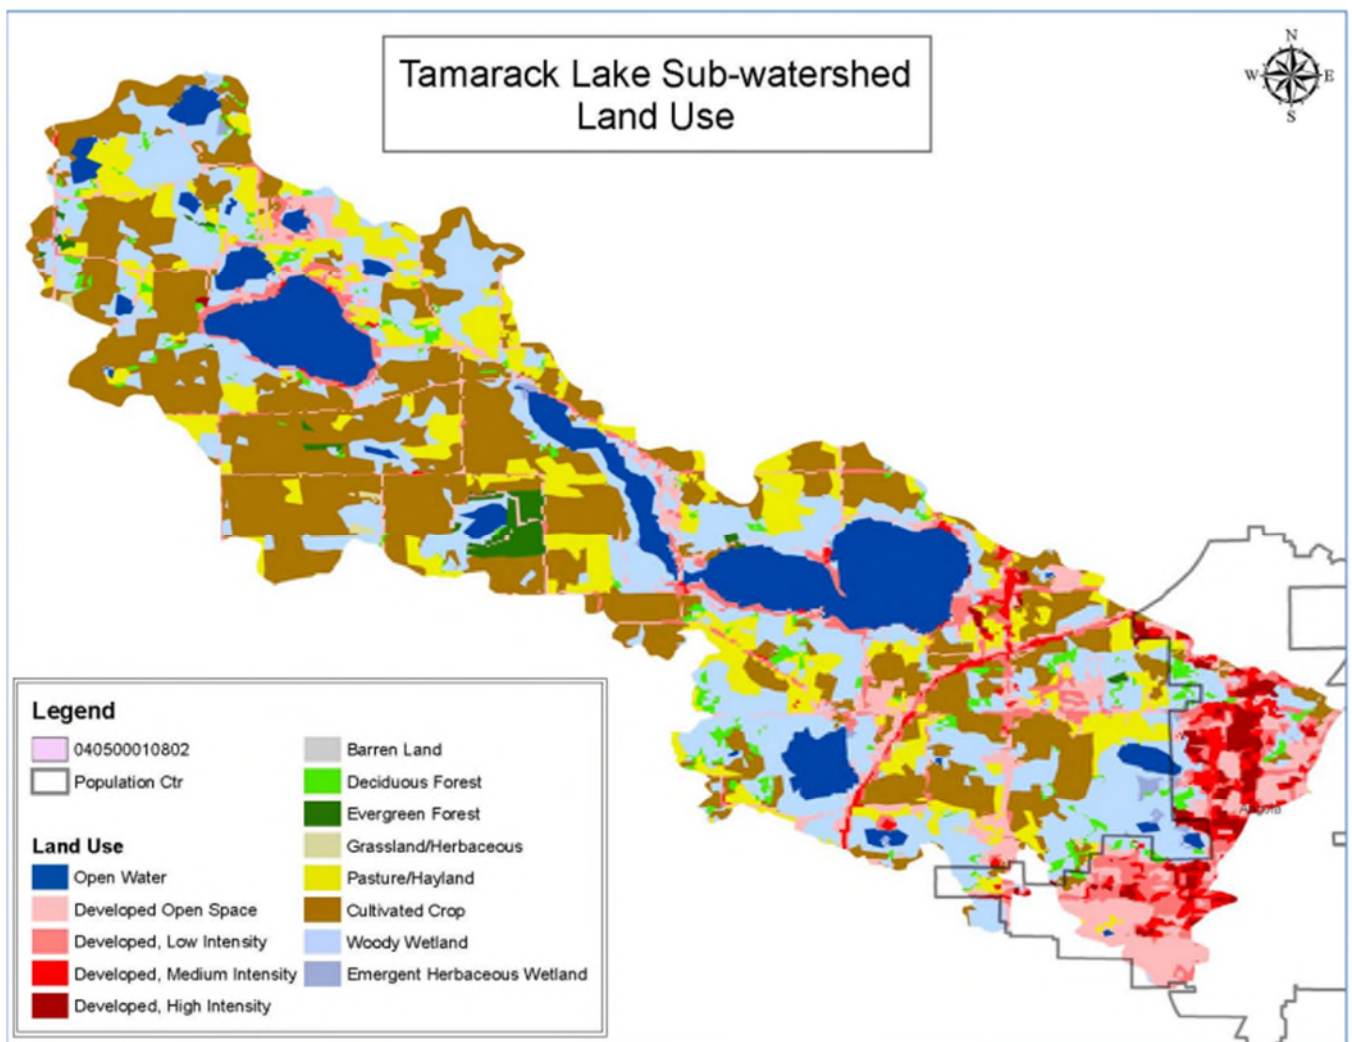 Tamarack Lake Sub-watershed
Land Use
N
W
E
S
Angola
Legend
040500010802
Population Ctr
Land Use
Open Water
Developed Open Space
Developed, Low Intensity
Developed, Medium Intensity
Developed, High Intensity
Barren Land
Deciduous Forest
Evergreen Forest
Grassland/Herbaceous
Pasture/Hayland
Cultivated Crop
Woody Wetland
Emergent Herbaceous Wetland